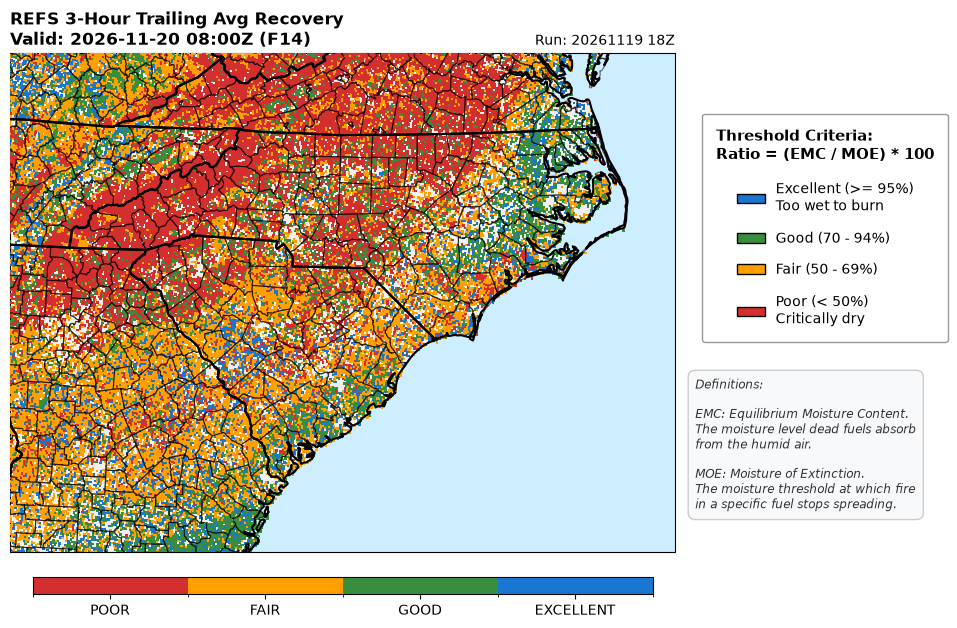 REFS 3-Hour Trailing Avg Recovery
Valid: 2026-11-20 08:00Z (F14)
Run: 20261119 18Z
Threshold Criteria:
Ratio = (EMC / MOE) * 100
Excellent (>= 95%)
Too wet to burn
Good (70 - 94%)
Fair (50 - 69%)
Poor (< 50%)
Critically dry
Definitions:
EMC: Equilibrium Moisture Content.
The moisture level dead fuels absorb
from the humid air.
MOE: Moisture of Extinction.
The moisture threshold at which fire
in a specific fuel stops spreading.
POOR
FAIR
GOOD
EXCELLENT